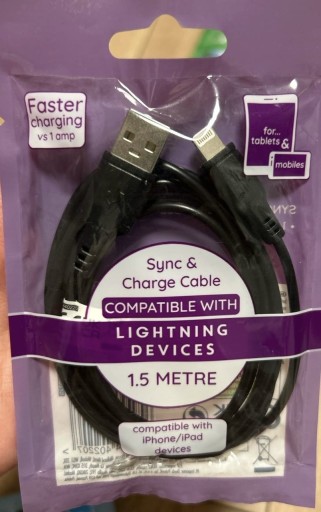 Faster
charging
vs 1 amp
for...
tablets &
mobiles
Sync &
Charge Cable
COMPATIBLE WITH
LIGHTNING
DEVICES
1.5 METRE
compatible with
iPhone/iPad
devices